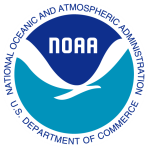 NATIONAL OCEANIC AND ATMOSPHERIC ADMINISTRATION
NOAA
U.S. DEPARTMENT OF COMMERCE